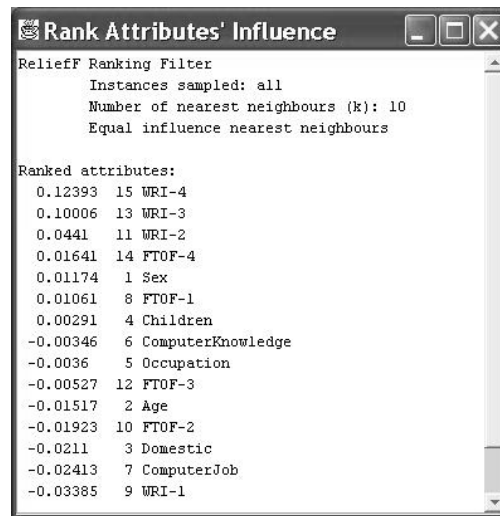 Rank Attributes' Influence
ReliefF Ranking Filter
Instances sampled: all
Number of nearest neighbours (k): 10
Equal influence nearest neighbours
Ranked attributes:
0.12393 15 WRI-4
0.10006 13 WRI-3
0.0441 11 WRI-2
0.01641 14 FTOF-4
0.01174 1 Sex
0.01061 8 FTOF-1
0.00291 4 Children
-0.00346 6 ComputerKnowledge
-0.0036 5 Occupation
-0.00527 12 FTOF-3
-0.01517 2 Age
-0.01923 10 FTOF-2
-0.0211 3 Domestic
-0.02413 7 ComputerJob
-0.03385 9 WRI-1